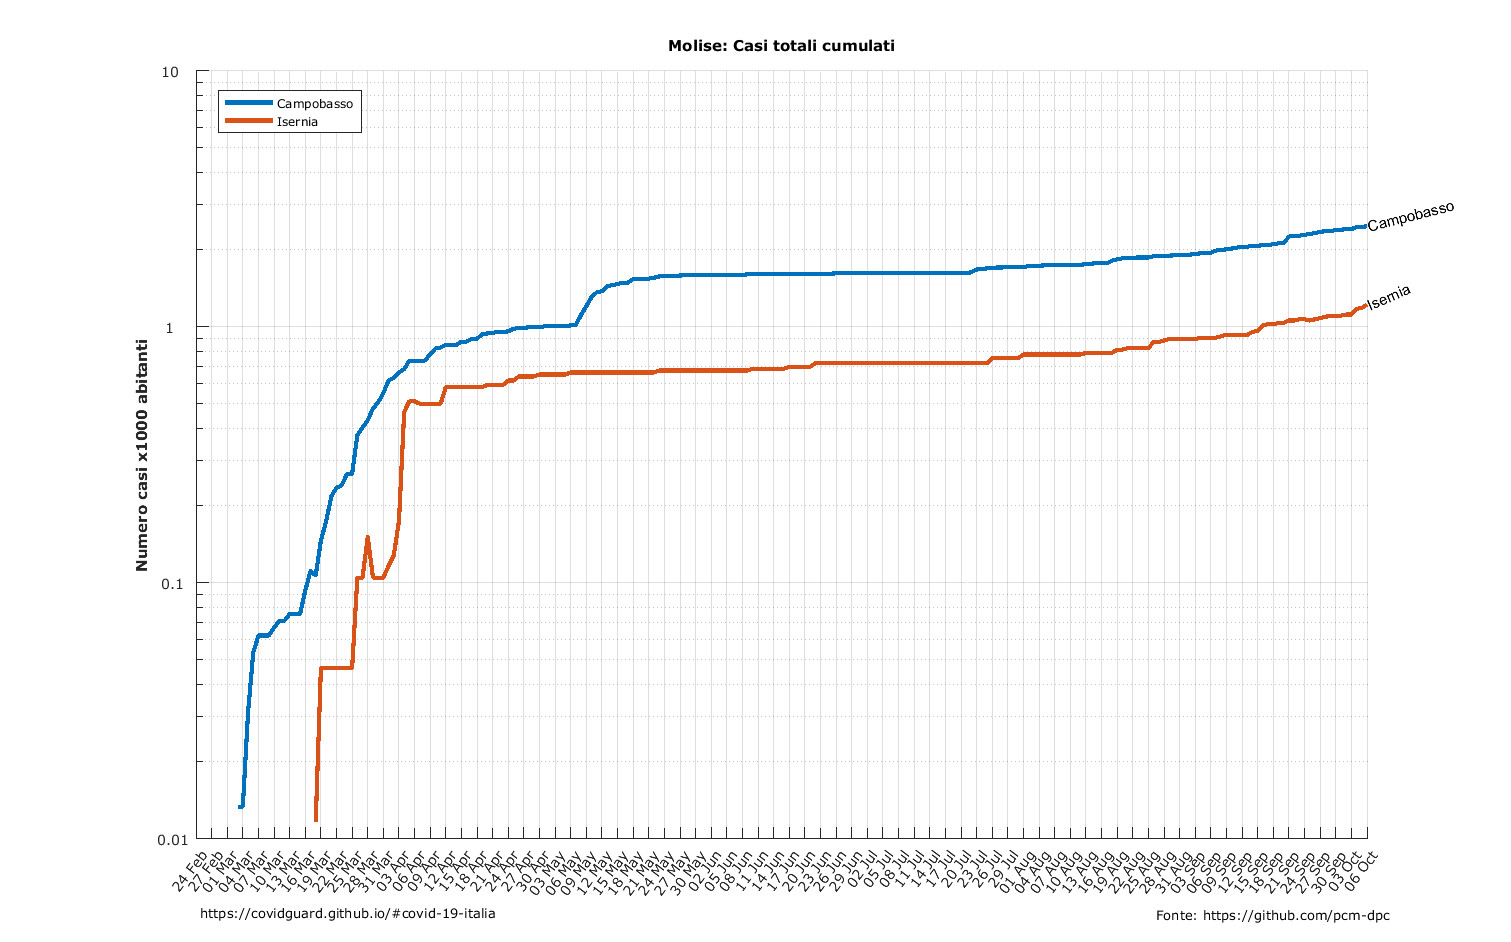 Molise: Casi totali cumulati
10
Campobasso
Isernia
Campobasso
Isernia
1
Numero casi x1000 abitanti
0.1
0.01
24 Feb
27 Feb
01 Mar
04 Mar
07 Mar
10 Mar
13 Mar
16 Mar
19 Mar
22 Mar
25 Mar
28 Mar
31 Mar
03 Apr
06 Apr
09 Apr
12 Apr
15 Apr
18 Apr
21 Apr
24 Apr
27 Apr
30 Apr
03 May
06 May
09 May
12 May
15 May
18 May
21 May
24 May
27 May
30 May
02 Jun
05 Jun
08 Jun
11 Jun
14 Jun
17 Jun
20 Jun
23 Jun
26 Jun
29 Jun
02 Jul
05 Jul
08 Jul
11 Jul
14 Jul
17 Jul
20 Jul
23 Jul
26 Jul
29 Jul
01 Aug
04 Aug
07 Aug
10 Aug
13 Aug
16 Aug
19 Aug
22 Aug
25 Aug
28 Aug
31 Aug
03 Sep
06 Sep
09 Sep
12 Sep
15 Sep
18 Sep
21 Sep
24 Sep
27 Sep
30 Sep
03 Oct
06 Oct
https://covidguard.github.io/#covid-19-italia
Fonte: https://github.com/pcm-dpc